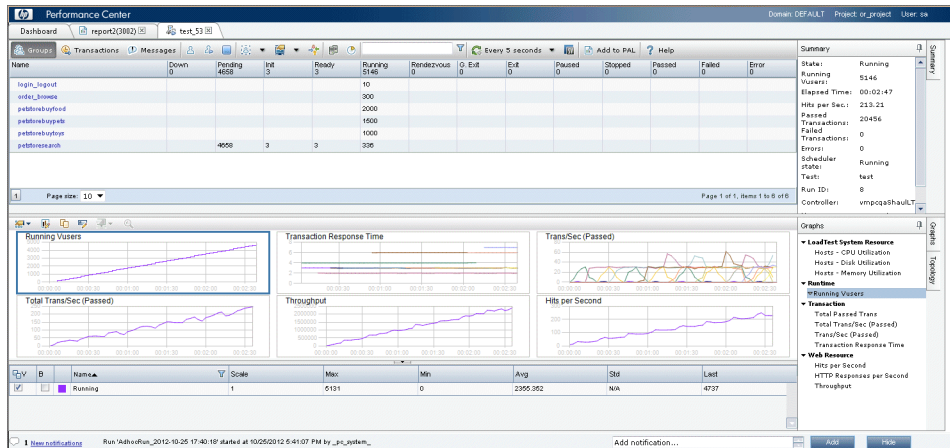 hp Performance Center Domain: DEFAULT Project: or_project User: sa
Dashboard report2(3002) test_53
Groups Transactions Messages Every 5 seconds Add to PAL Help
Name Down Pending Init Ready Running Rendezvous G. Exit Exit Paused Stopped Passed Failed Error
0 4658 3 3 5146 0 0 0 0 0 0 0 0
login_logout 10
order_browse 300
petstorebuyfood 2000
petstorebuypets 1500
petstorebuytoys 1000
petstoresearch 4658 3 3 336
1 Page size: 10 Page 1 of 1, items 1 to 6 of 6
Summary
Summary
State: Running
Running Vusers: 5146
Elapsed Time: 00:02:47
Hits per Sec.: 213.21
Passed Transactions: 20456
Failed Transactions: 0
Errors: 0
Scheduler state: Running
Test: test
Run ID: 8
Controller: vmpcqaShaulLT
Running Vusers
Transaction Response Time
Trans/Sec (Passed)
Total Trans/Sec (Passed)
Throughput
Hits per Second
Graphs
Graphs
Topology
LoadTest System Resource
Hosts - CPU Utilization
Hosts - Disk Utilization
Hosts - Memory Utilization
Runtime
Running Vusers
Transaction
Total Passed Trans
Total Trans/Sec (Passed)
Trans/Sec (Passed)
Transaction Response Time
Web Resource
Hits per Second
HTTP Responses per Second
Throughput
V B Name Scale Max Min Avg Std Last
Running 1 5131 0 2355.352 N/A 4737
1 New notifications Run 'AdhocRun_2012-10-25 17:40:18' started at 10/25/2012 5:41:07 PM by _pc_system_ Add notification... Add Hide